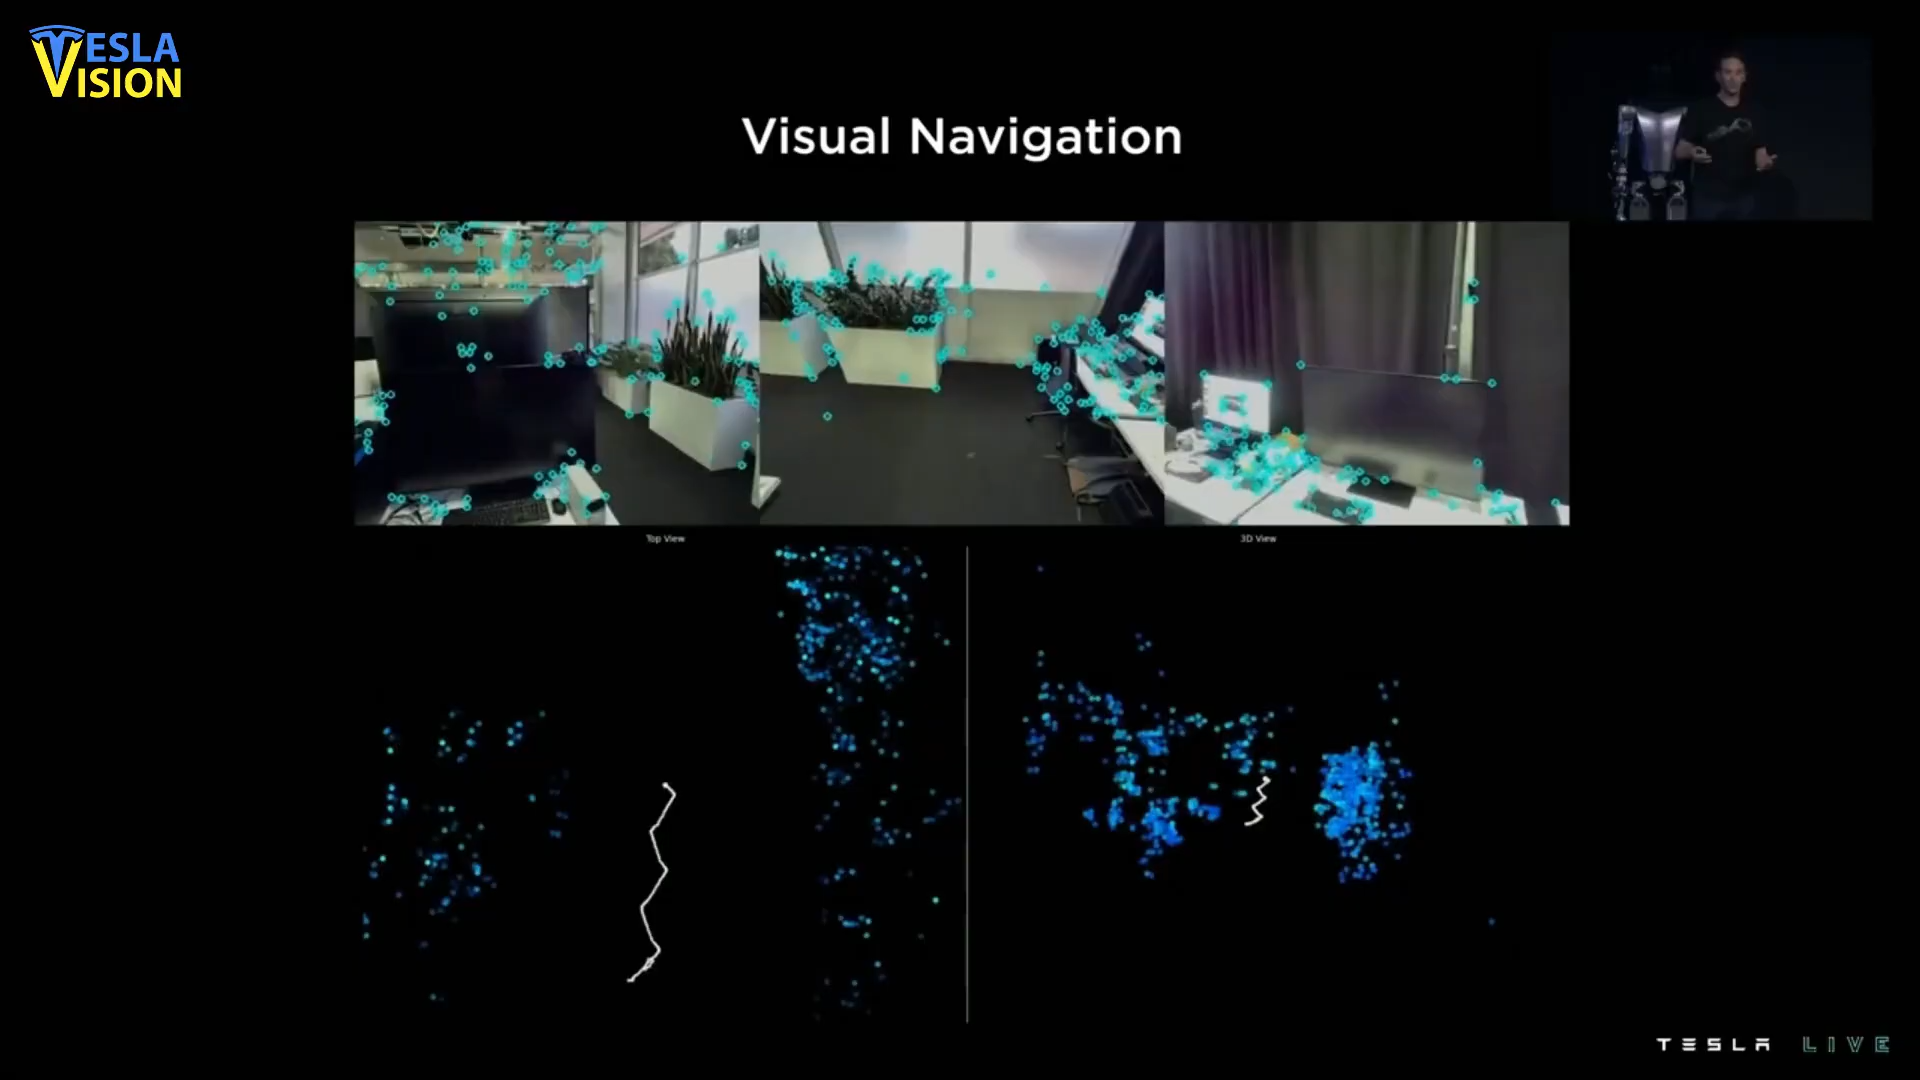 TESLA
VISION
Visual Navigation
Top View
3D View
TESLA LIVE